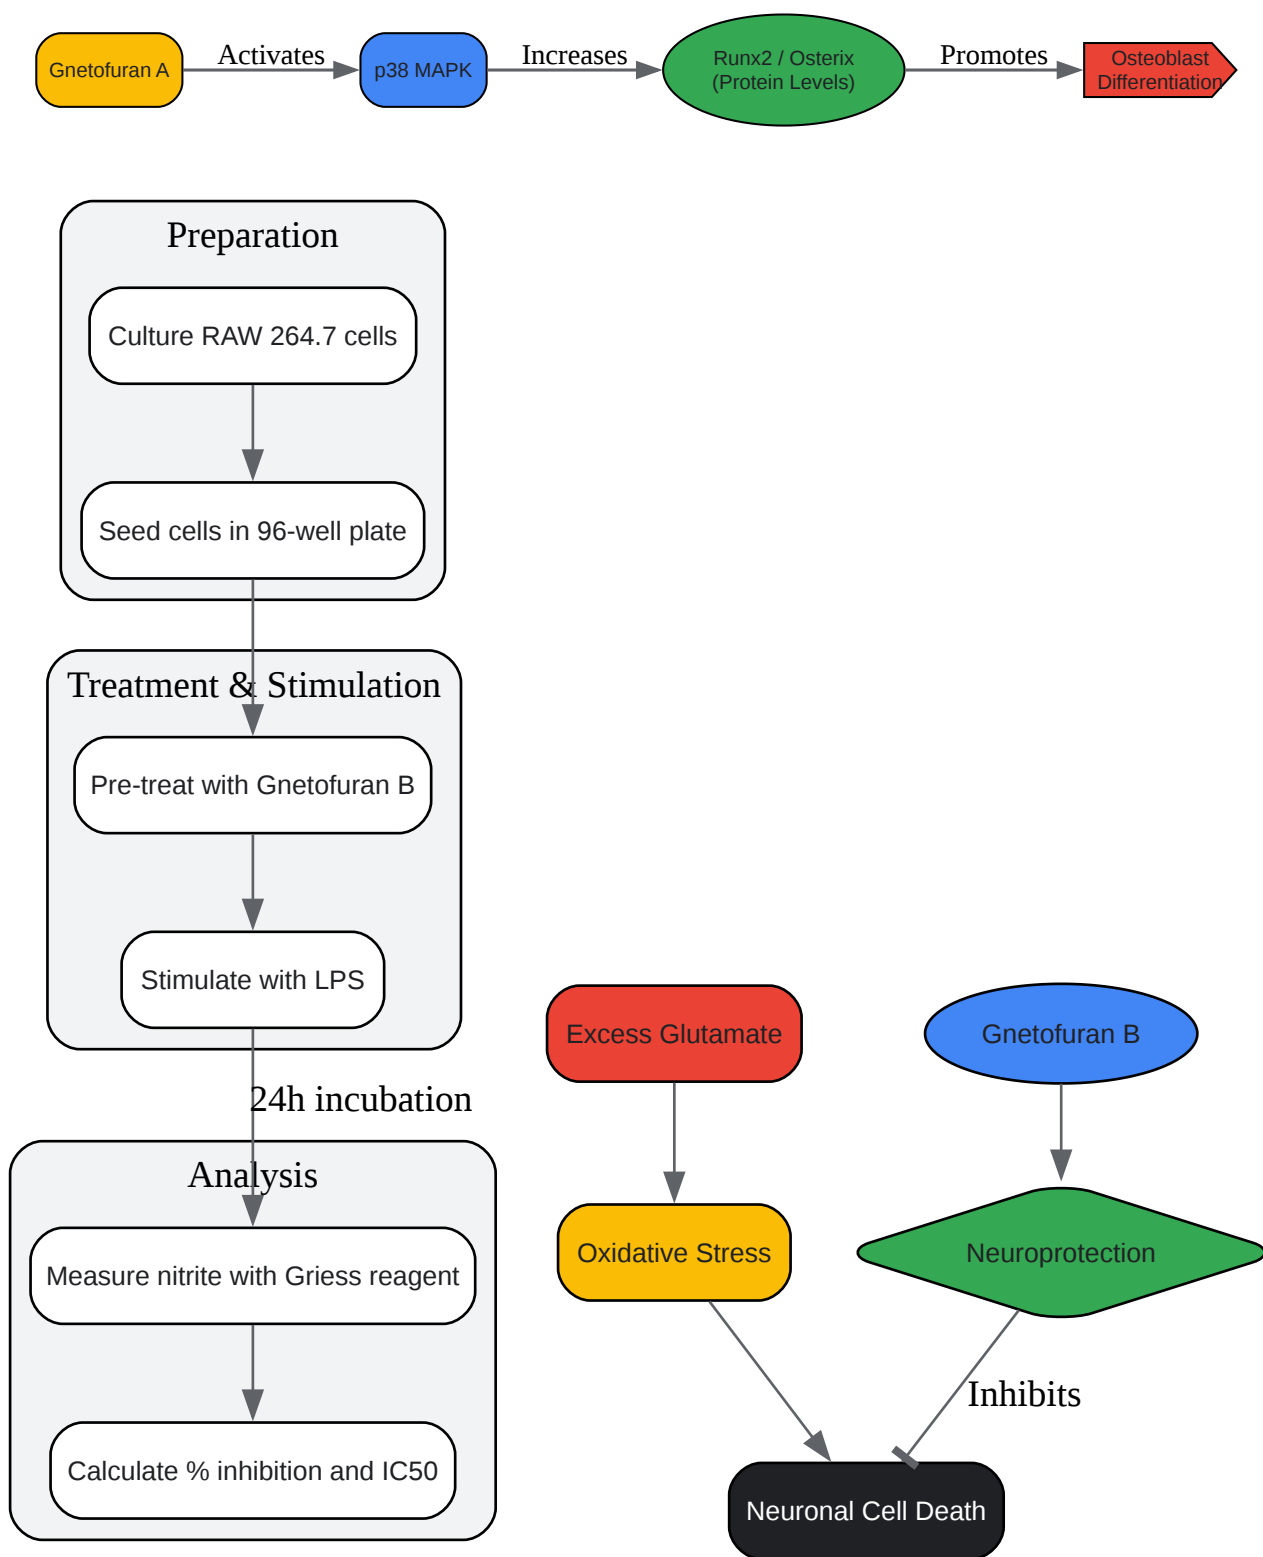 Gnetofuran A
Activates
p38 MAPK
Increases
Runx2 / Osterix
(Protein Levels)
Promotes
Osteoblast
Differentiation
Preparation
Culture RAW 264.7 cells
Seed cells in 96-well plate
Treatment & Stimulation
Pre-treat with Gnetofuran B
Stimulate with LPS
24h incubation
Analysis
Measure nitrite with Griess reagent
Calculate % inhibition and IC50
Excess Glutamate
Gnetofuran B
Oxidative Stress
Neuroprotection
Inhibits
Neuronal Cell Death